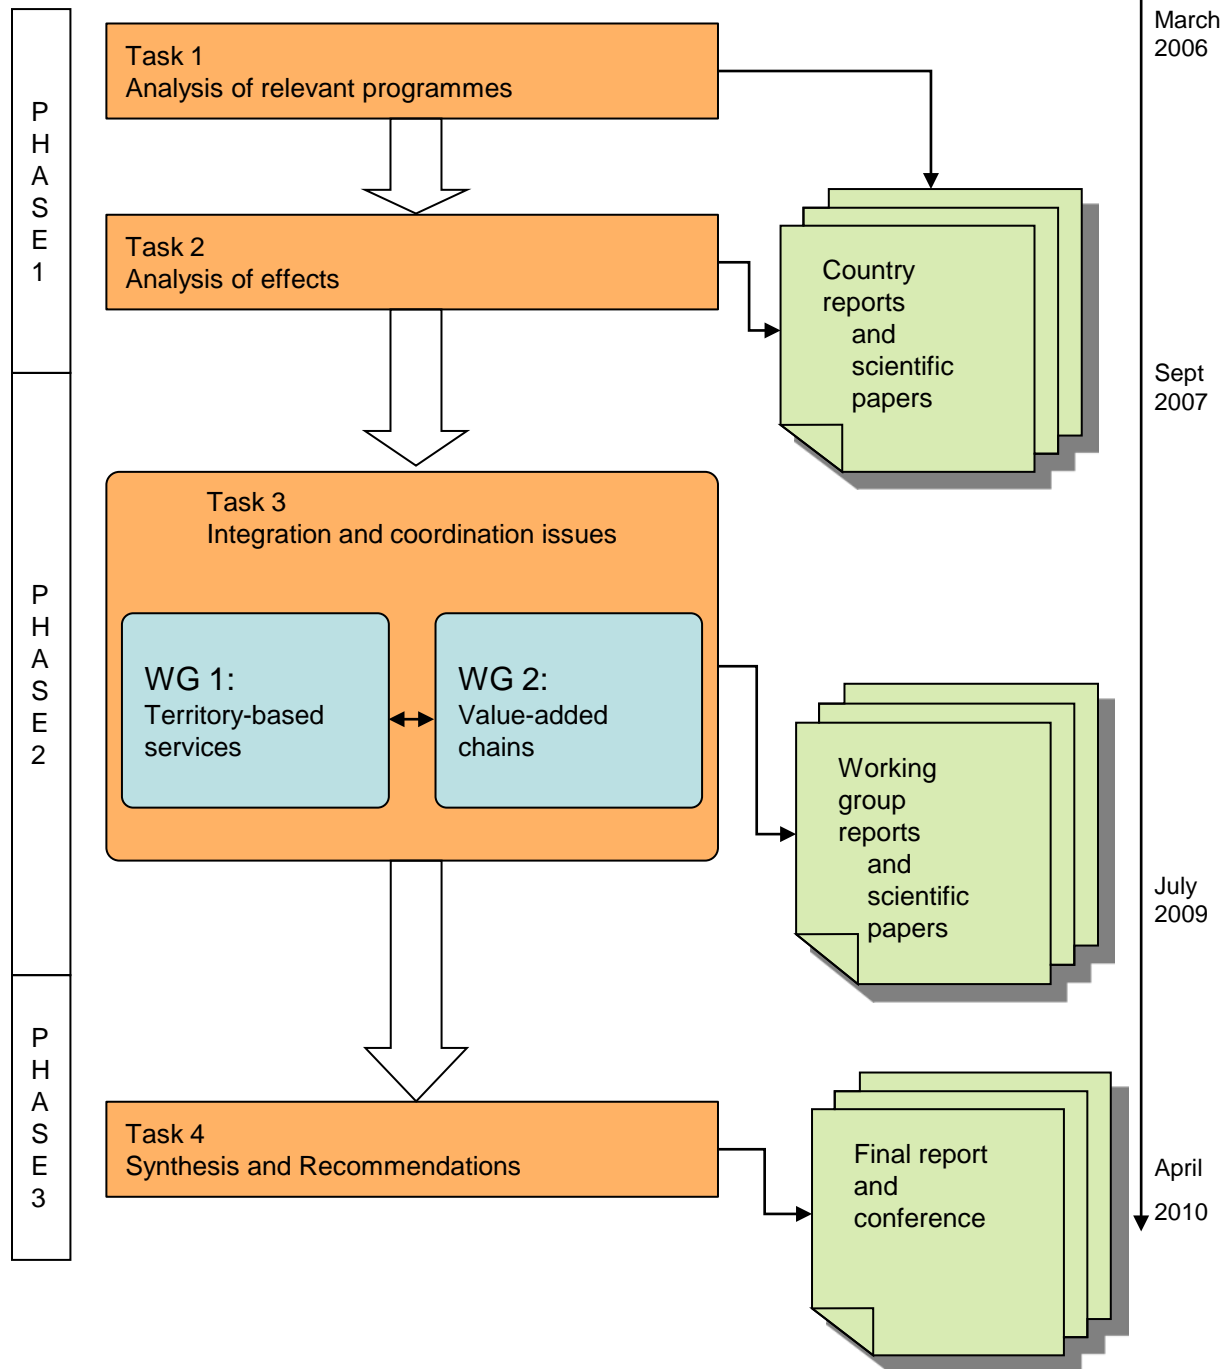 P
H
A
S
E
1
Task 1
Analysis of relevant programmes
March
2006
Task 2
Analysis of effects
Country
reports
and
scientific
papers
Sept
2007
P
H
A
S
E
2
Task 3
Integration and coordination issues
WG 1:
Territory-based
services
WG 2:
Value-added
chains
Working
group
reports
and
scientific
papers
July
2009
P
H
A
S
E
3
Task 4
Synthesis and Recommendations
Final report
and
conference
April
2010